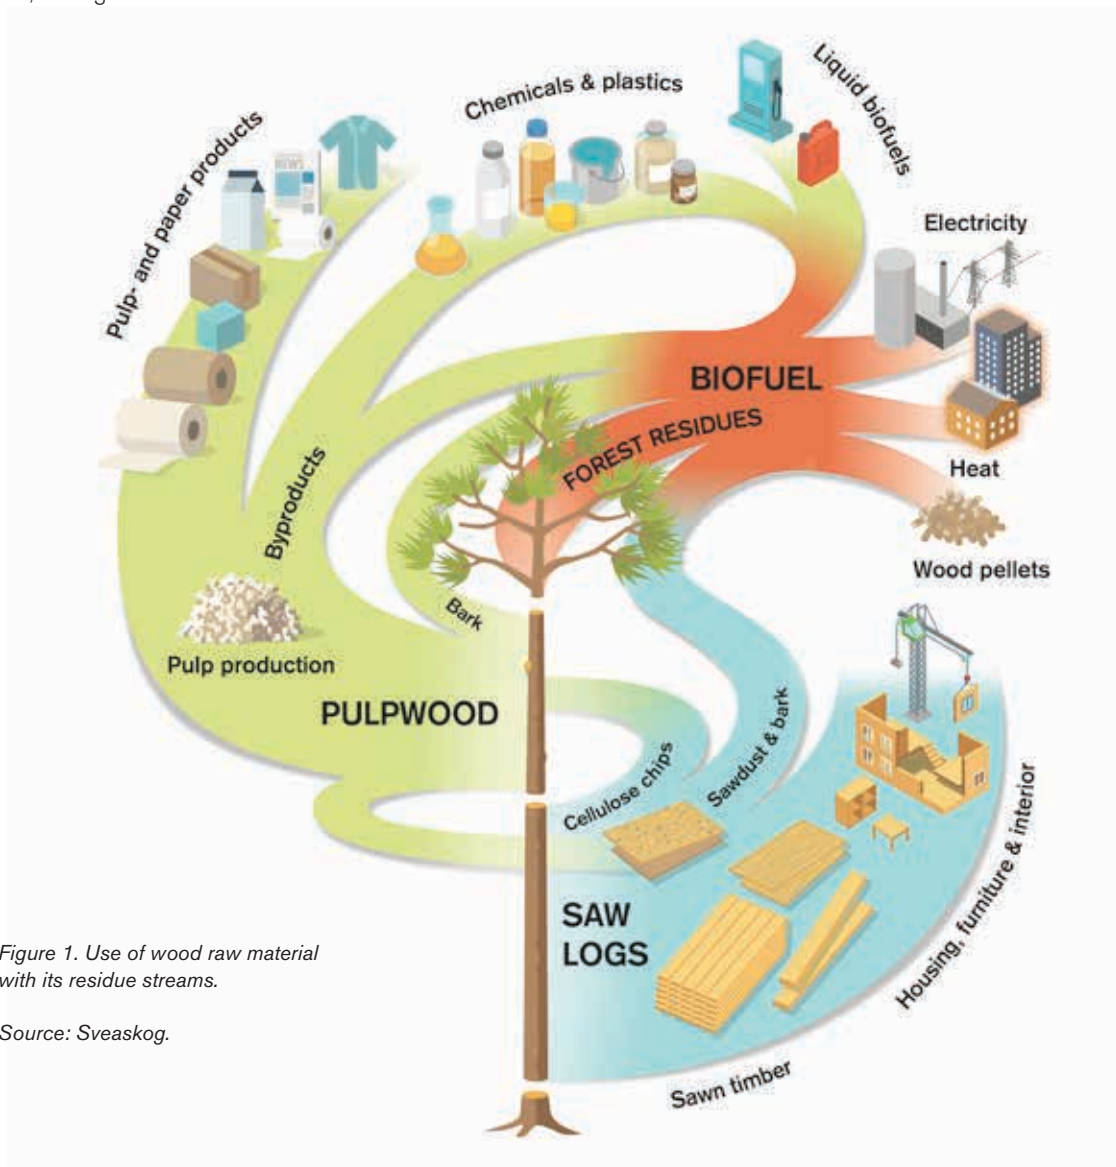 Chemicals & plastics
Liquid biofuels
Pulp- and paper products
NEWS
Electricity
BIOFUEL
FOREST RESIDUES
Heat
Byproducts
Wood pellets
Bark
Pulp production
PULPWOOD
Cellulose chips
Sawdust & bark
Housing, furniture & interior
SAW
LOGS
Figure 1. Use of wood raw material
with its residue streams.
Source: Sveaskog.
Sawn timber